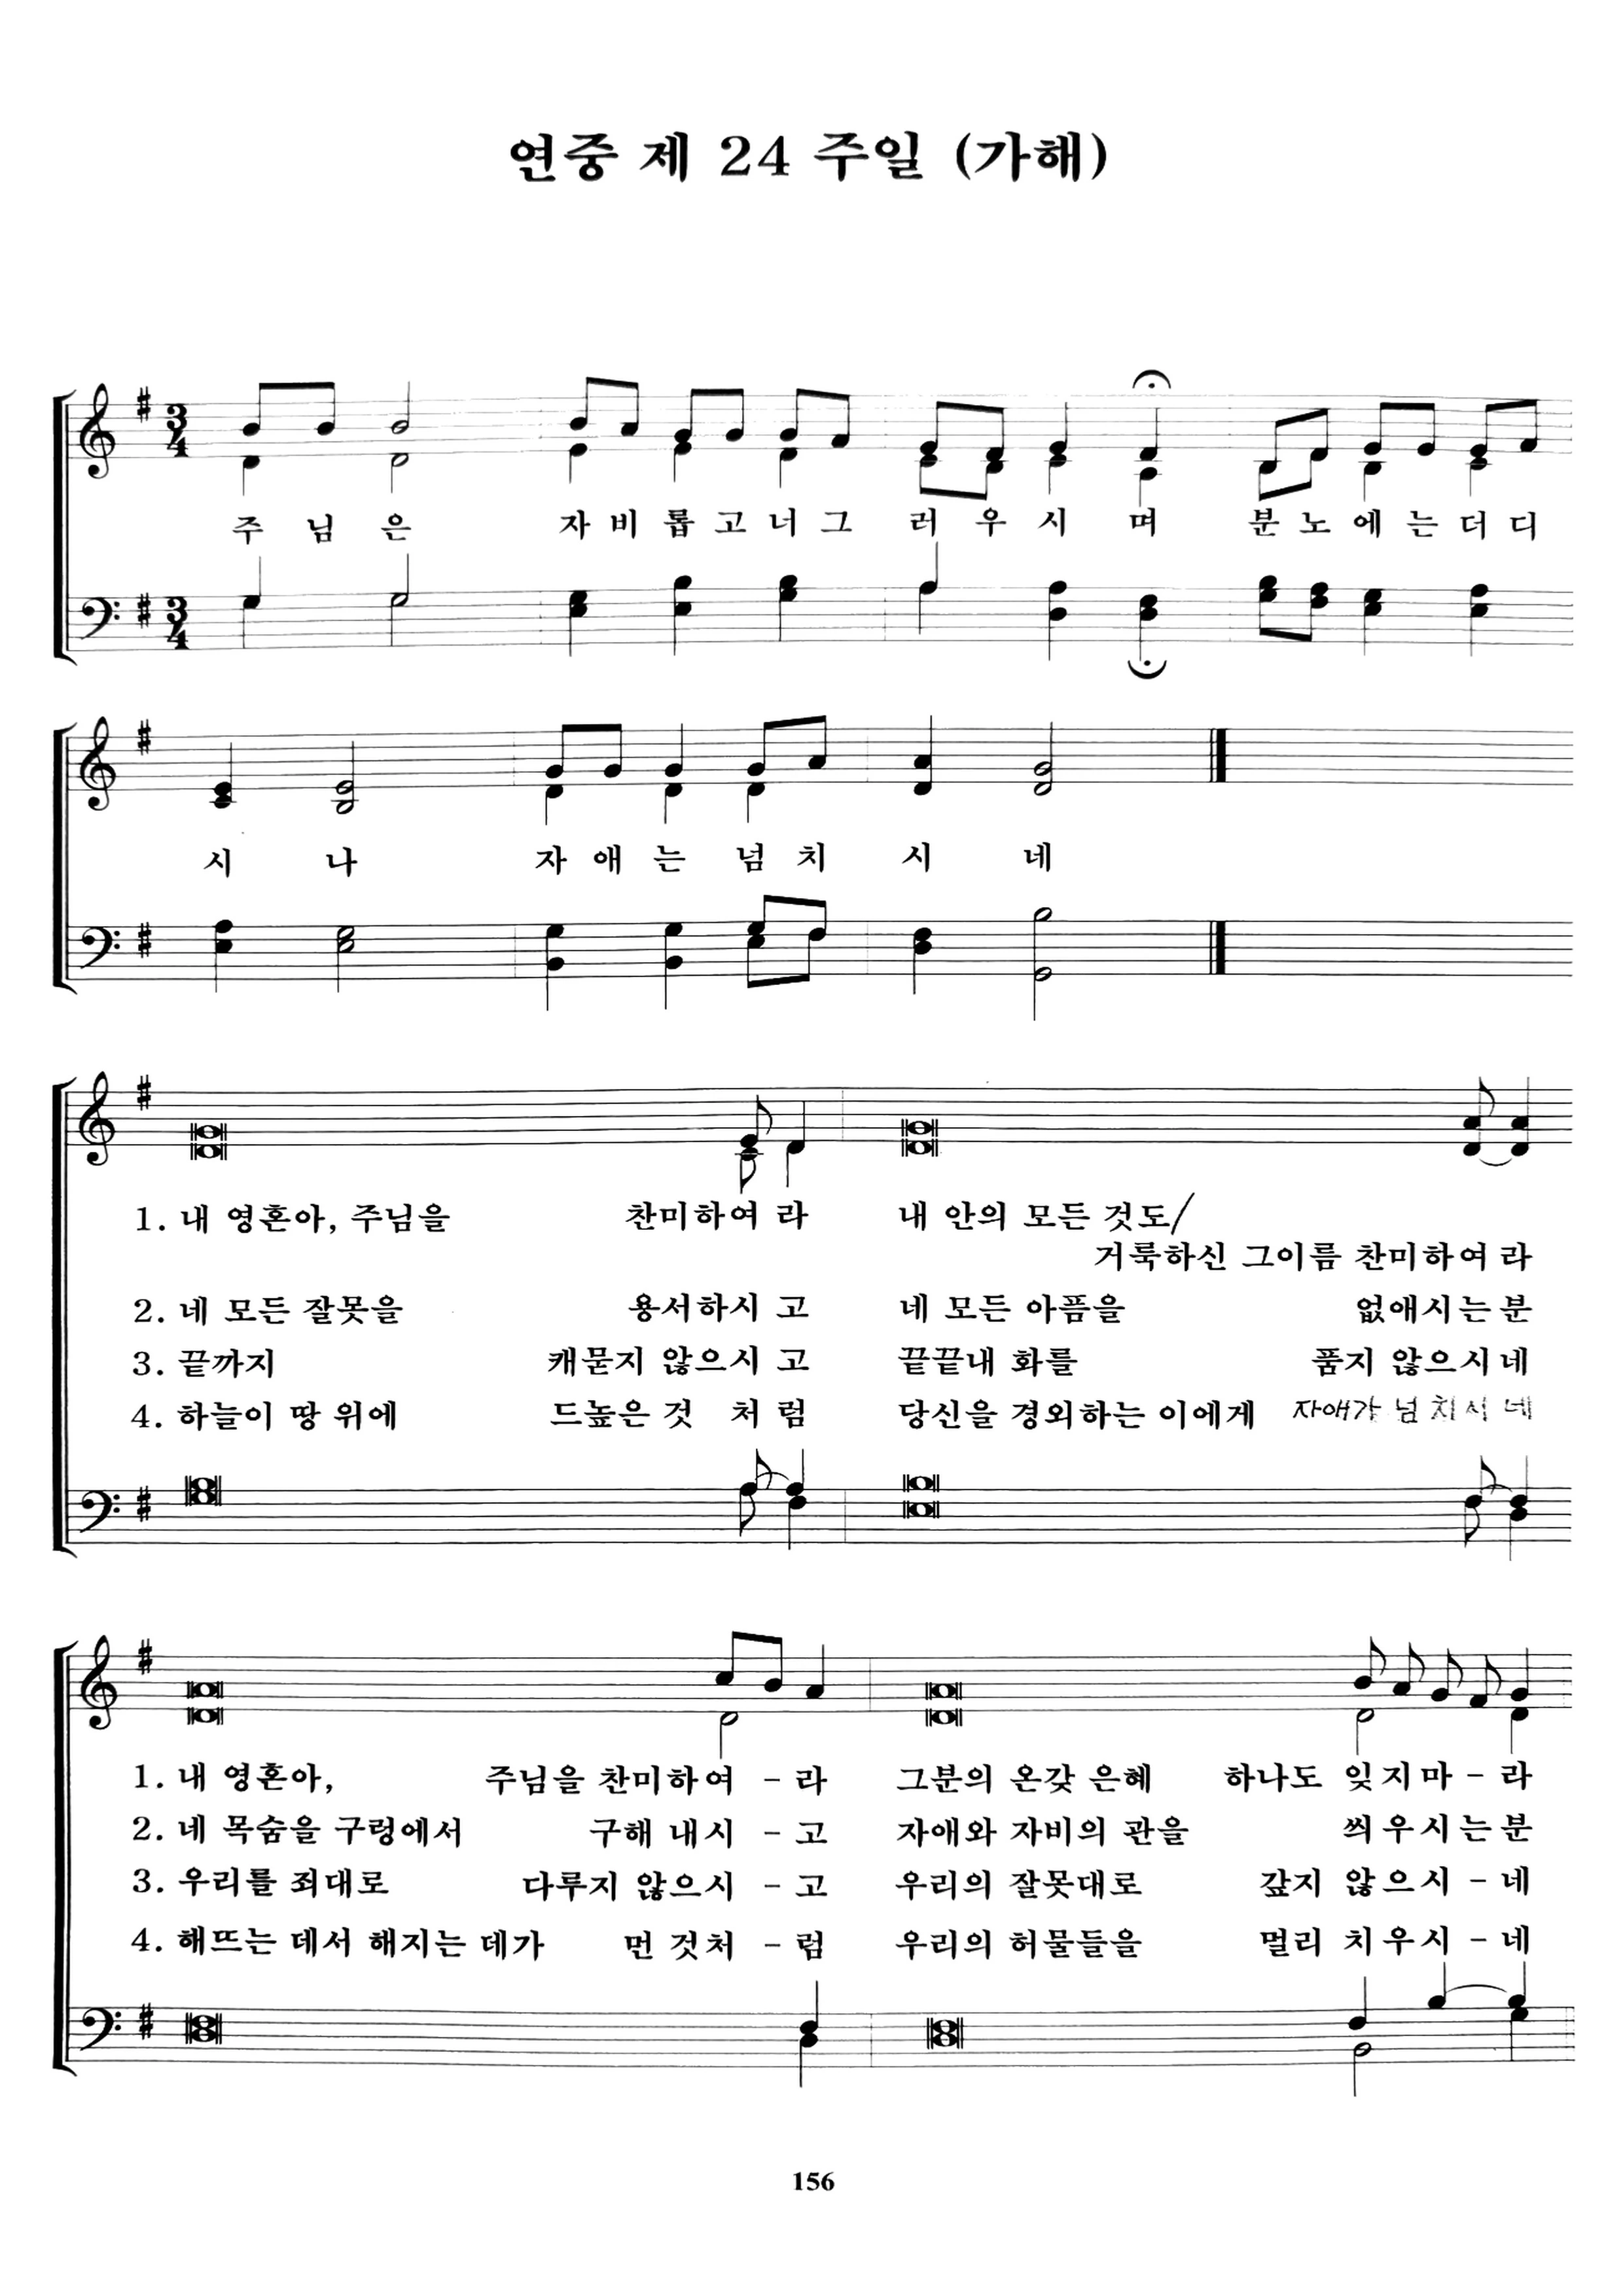 연중 제 24 주일 (가해)
3 4
주 님 은 자 비 롭 고 너 그 러 우 시 며 분 노 에 는 더 디
3 4
시 나 자 애 는 넘 치 시 네
1. 내 영혼아, 주님을 찬미하여 라 내 안의 모든 것도/
거룩하신 그이름 찬미하여 라
2. 네 모든 잘못을 용서하시 고 네 모든 아픔을 없애시는 분
3. 끝까지 캐묻지 않으시 고 끝끝내 화를 품지 않으시 네
4. 하늘이 땅 위에 드높은 것 처 럼 당신을 경외하는 이에게 자애가 넘 치 시 네
1. 내 영혼아, 주님을 찬미하여 - 라 그분의 온갖 은혜 하나도 잊 지 마 - 라
2. 네 목숨을 구렁에서 구해 내시 - 고 자애와 자비의 관을 씌 우 시 는 분
3. 우리를 죄대로 다루지 않으시 - 고 우리의 잘못대로 갚지 않 으 시 - 네
4. 해뜨는 데서 해지는 데가 먼 것처 - 럼 우리의 허물들을 멀리 치 우 시 - 네
156